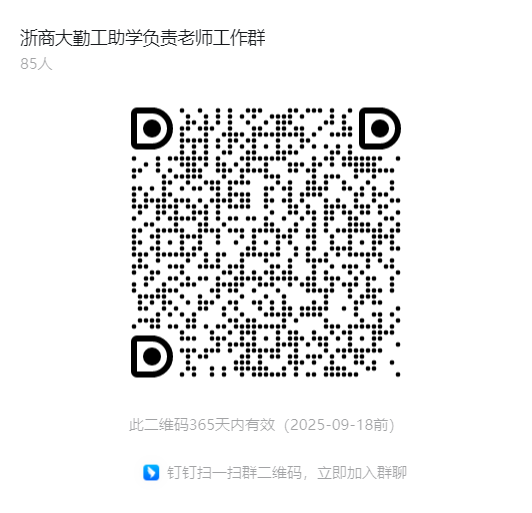 浙商大勤工助学负责老师工作群
85人
此二维码365天内有效（2025-09-18前）
钉钉扫一扫群二维码，立即加入群聊